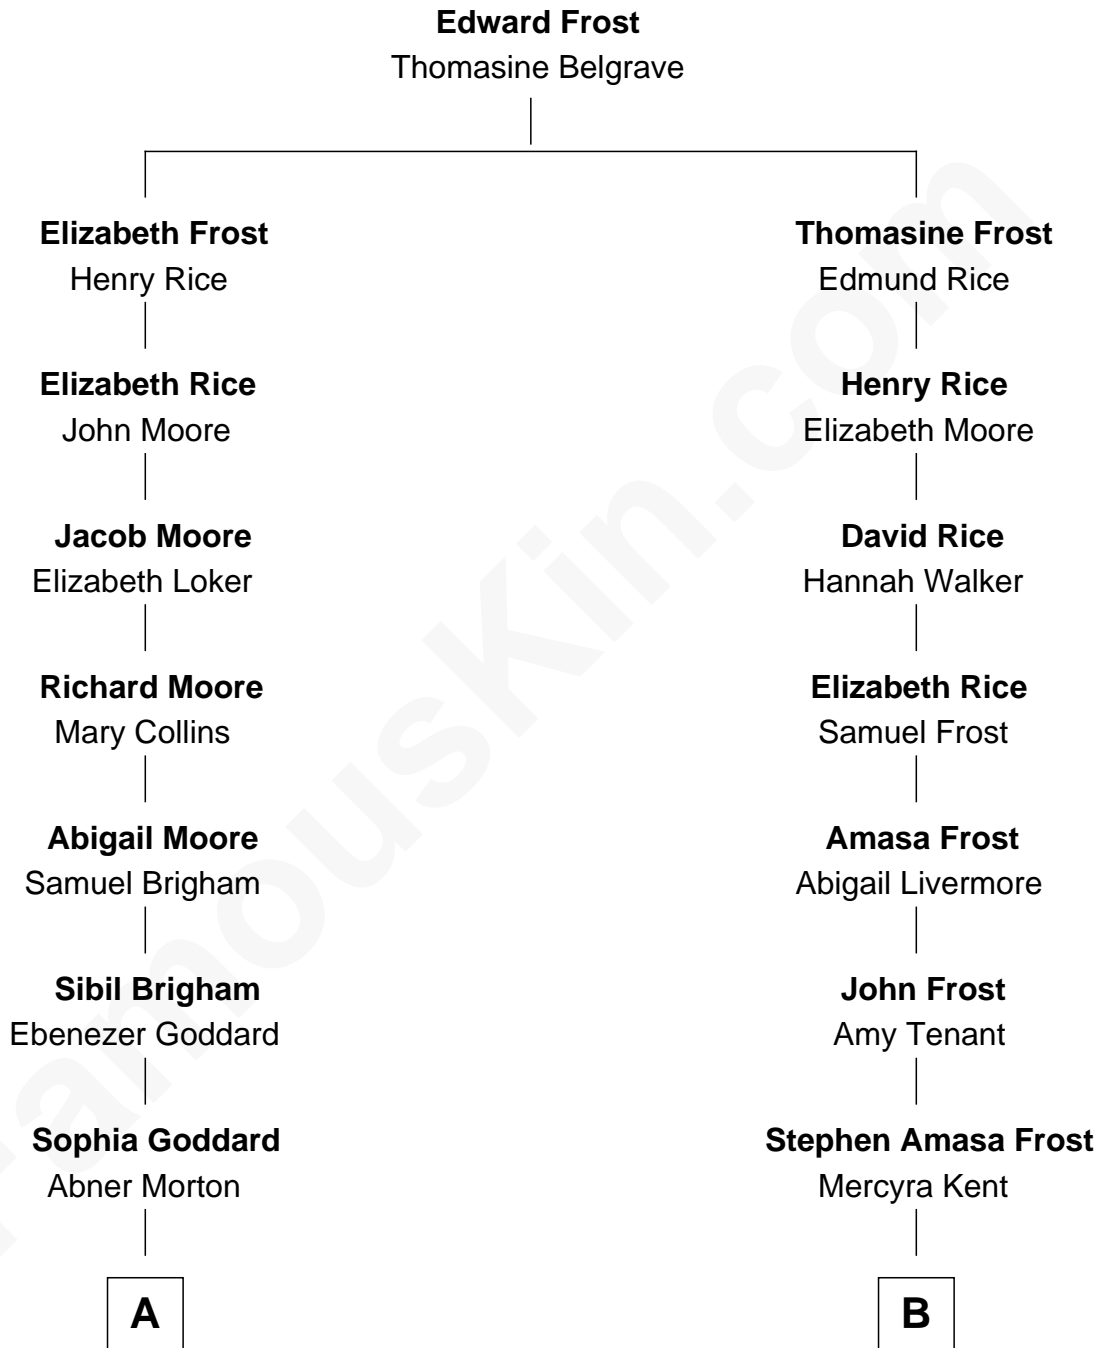 Edward Frost
Thomasine Belgrave
Elizabeth Frost
Henry Rice
Thomasine Frost
Edmund Rice
Elizabeth Rice
John Moore
Henry Rice
Elizabeth Moore
Jacob Moore
Elizabeth Loker
David Rice
Hannah Walker
Richard Moore
Mary Collins
Elizabeth Rice
Samuel Frost
Abigail Moore
Samuel Brigham
Amasa Frost
Abigail Livermore
Sibil Brigham
Ebenezer Goddard
John Frost
Amy Tenant
Sophia Goddard
Abner Morton
Stephen Amasa Frost
Mercyra Kent
A
B
FamousKin.com